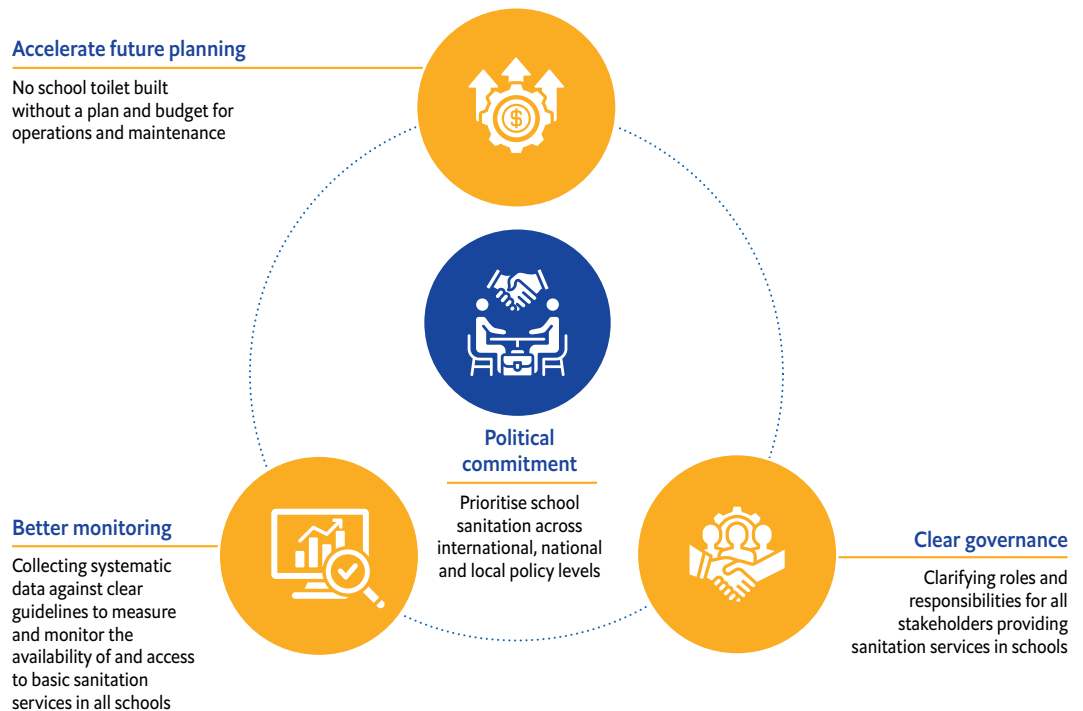 Accelerate future planning
No school toilet built
without a plan and budget for
operations and maintenance
$
Political
commitment
Prioritise school
sanitation across
international, national
and local policy levels
Better monitoring
Collecting systematic
data against clear
guidelines to measure
and monitor the
availability of and access
to basic sanitation
services in all schools
Clear governance
Clarifying roles and
responsibilities for all
stakeholders providing
sanitation services in schools